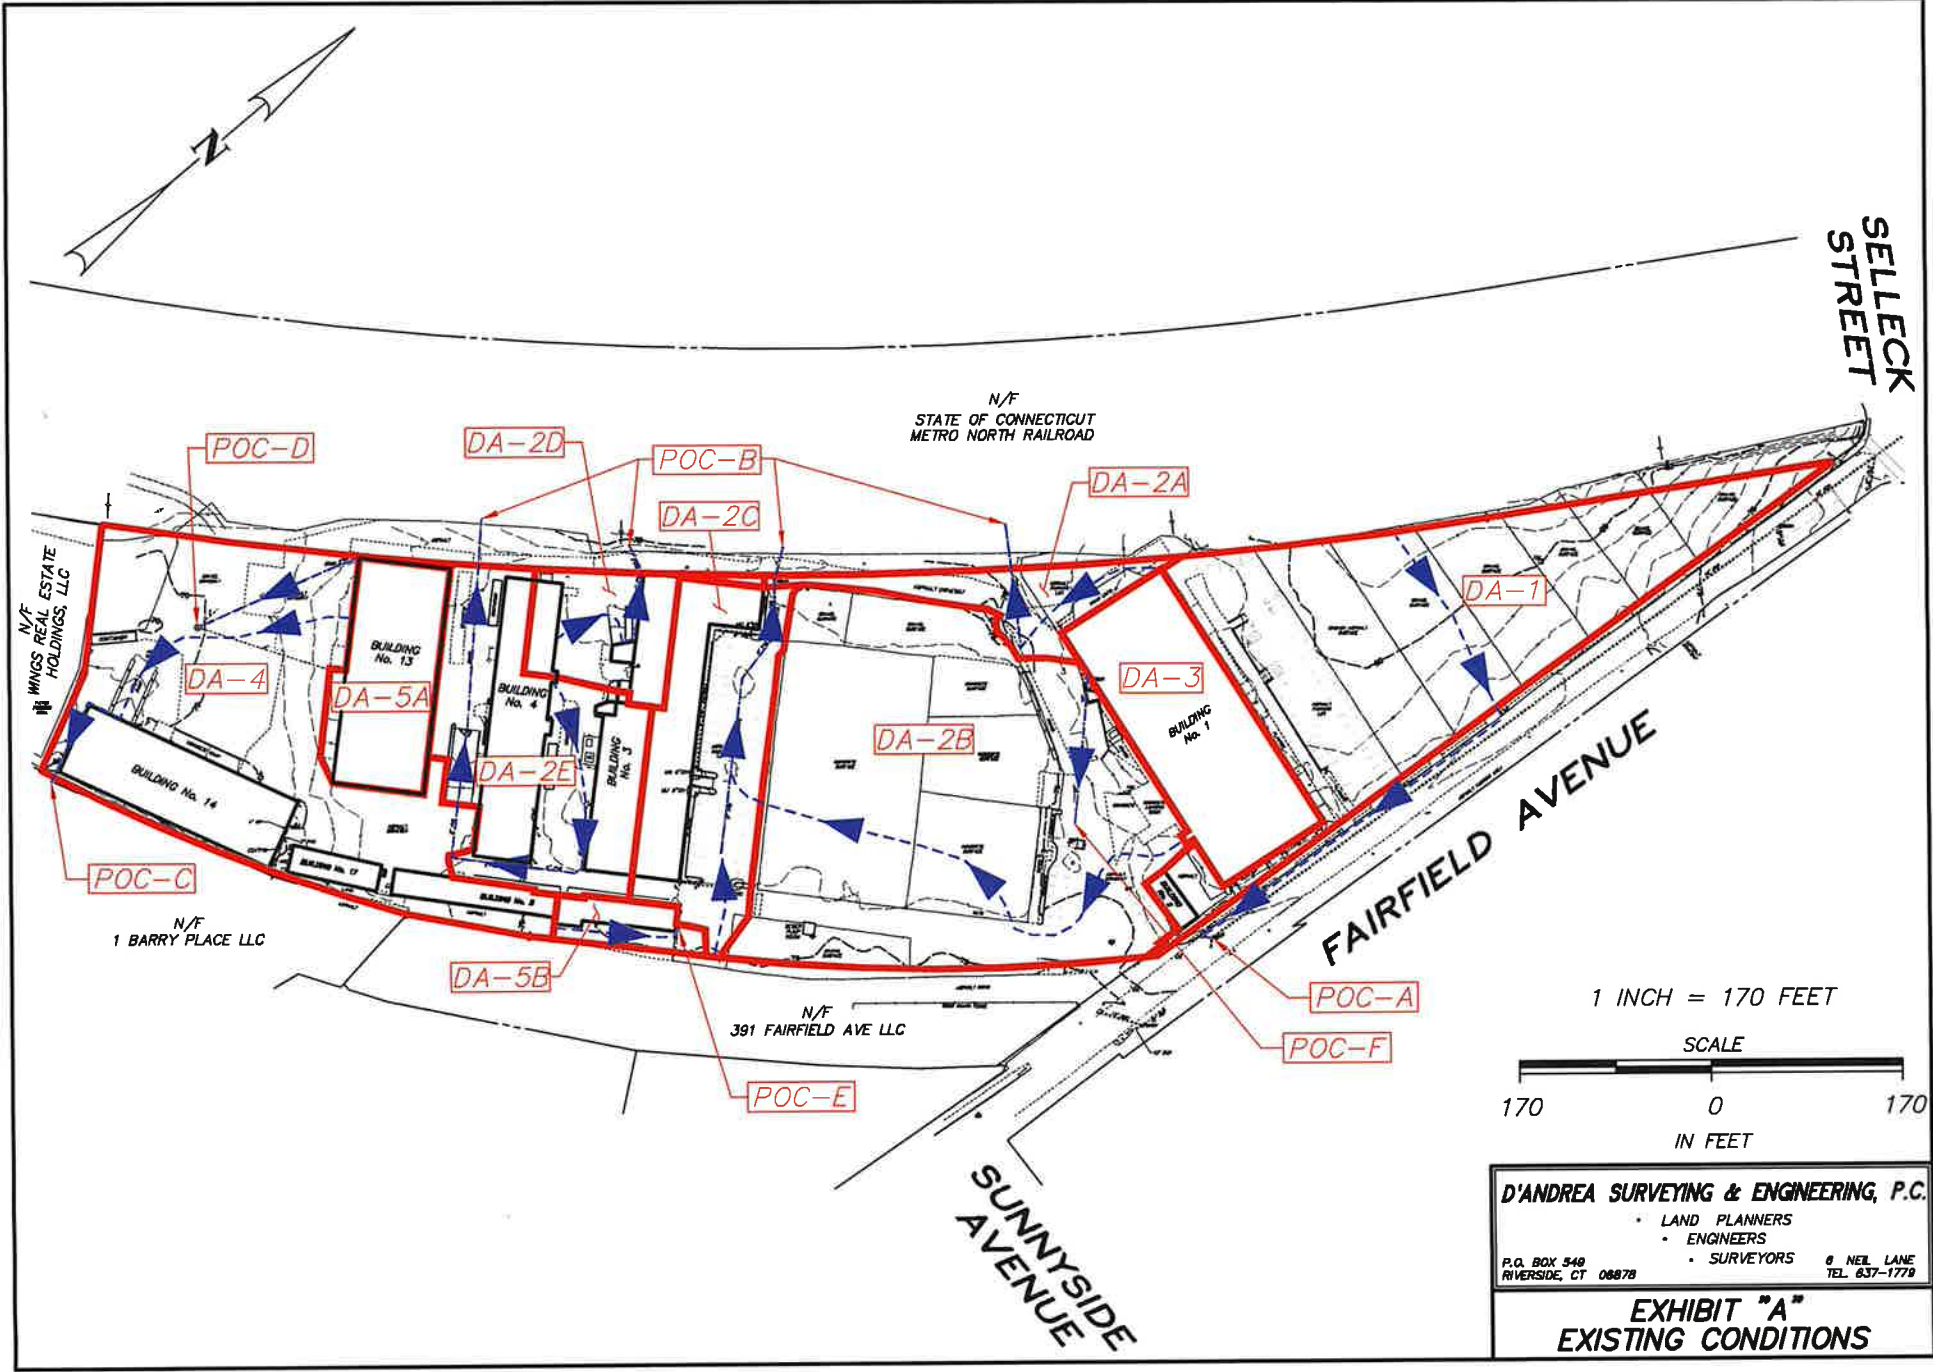 N
SELLECK
STREET
N/F
STATE OF CONNECTICUT
METRO NORTH RAILROAD
POC-D
DA-2D
POC-B
DA-2C
DA-2A
DA-1
N/F
WINGS REAL ESTATE
HOLDINGS, LLC
BUILDING
No. 13
DA-4
DA-5A
BUILDING
No. 4
DA-2E
BUILDING
No. 3
DA-2B
DA-3
BUILDING
No. 1
BUILDING No. 14
BUILDING No. 17
POC-C
N/F
1 BARRY PLACE LLC
DA-5B
N/F
391 FAIRFIELD AVE LLC
POC-E
POC-A
POC-F
FAIRFIELD AVENUE
SUNNYSIDE
AVENUE
1 INCH = 170 FEET
SCALE
170 0 170
IN FEET
D'ANDREA SURVEYING & ENGINEERING, P.C.
• LAND PLANNERS
• ENGINEERS
• SURVEYORS
P.O. BOX 549
RIVERSIDE, CT 06878
6 NEIL LANE
TEL. 637-1779
EXHIBIT "A"
EXISTING CONDITIONS